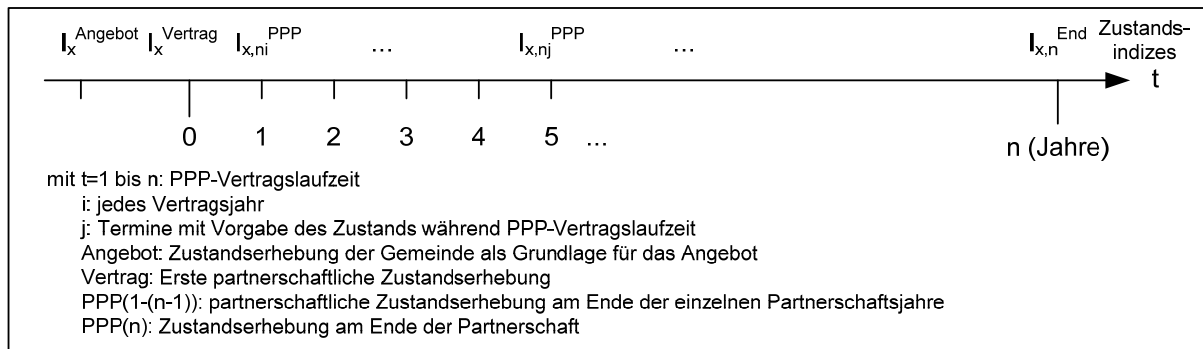 I_x^Angebot I_x^Vertrag I_x,ni^PPP ... I_x,nj^PPP ... I_x,n^End Zustands-
indizes
t
0 1 2 3 4 5 ... n (Jahre)
mit t=1 bis n: PPP-Vertragslaufzeit
i: jedes Vertragsjahr
j: Termine mit Vorgabe des Zustands während PPP-Vertragslaufzeit
Angebot: Zustandserhebung der Gemeinde als Grundlage für das Angebot
Vertrag: Erste partnerschaftliche Zustandserhebung
PPP(1-(n-1)): partnerschaftliche Zustandserhebung am Ende der einzelnen Partnerschaftsjahre
PPP(n): Zustandserhebung am Ende der Partnerschaft